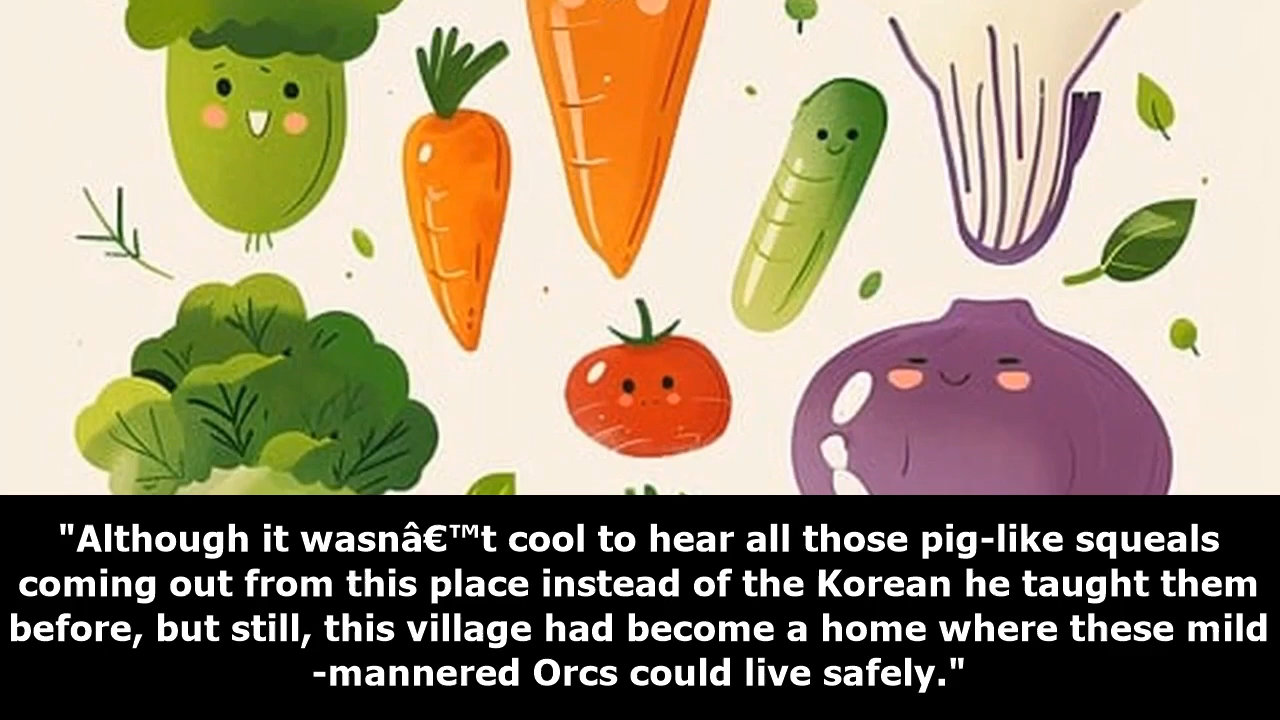 "Although it wasnâ€™t cool to hear all those pig-like squeals
coming out from this place instead of the Korean he taught them
before, but still, this village had become a home where these mild
-mannered Orcs could live safely."